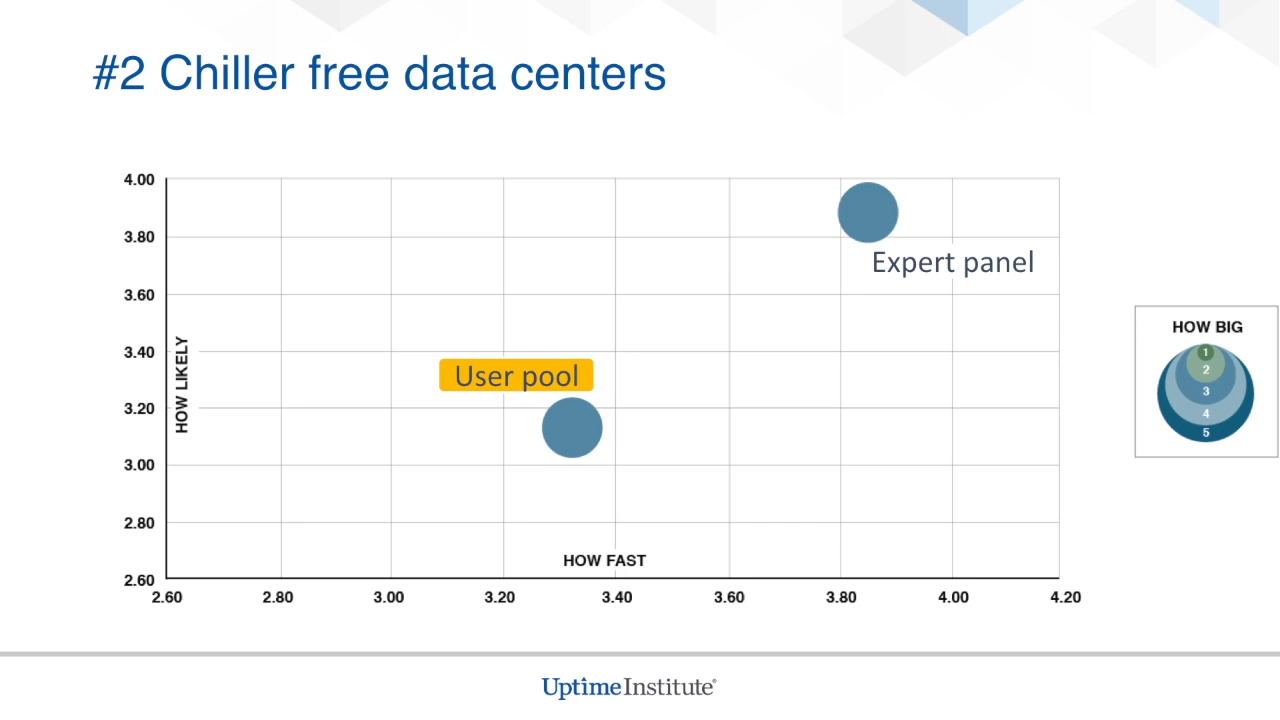 #2 Chiller free data centers
4.00
3.80
3.60
3.40
3.20
3.00
2.80
2.60
HOW LIKELY
Expert panel
User pool
HOW FAST
2.60 2.80 3.00 3.20 3.40 3.60 3.80 4.00 4.20
HOW BIG
1
2
3
4
5
UptimeInstitute®